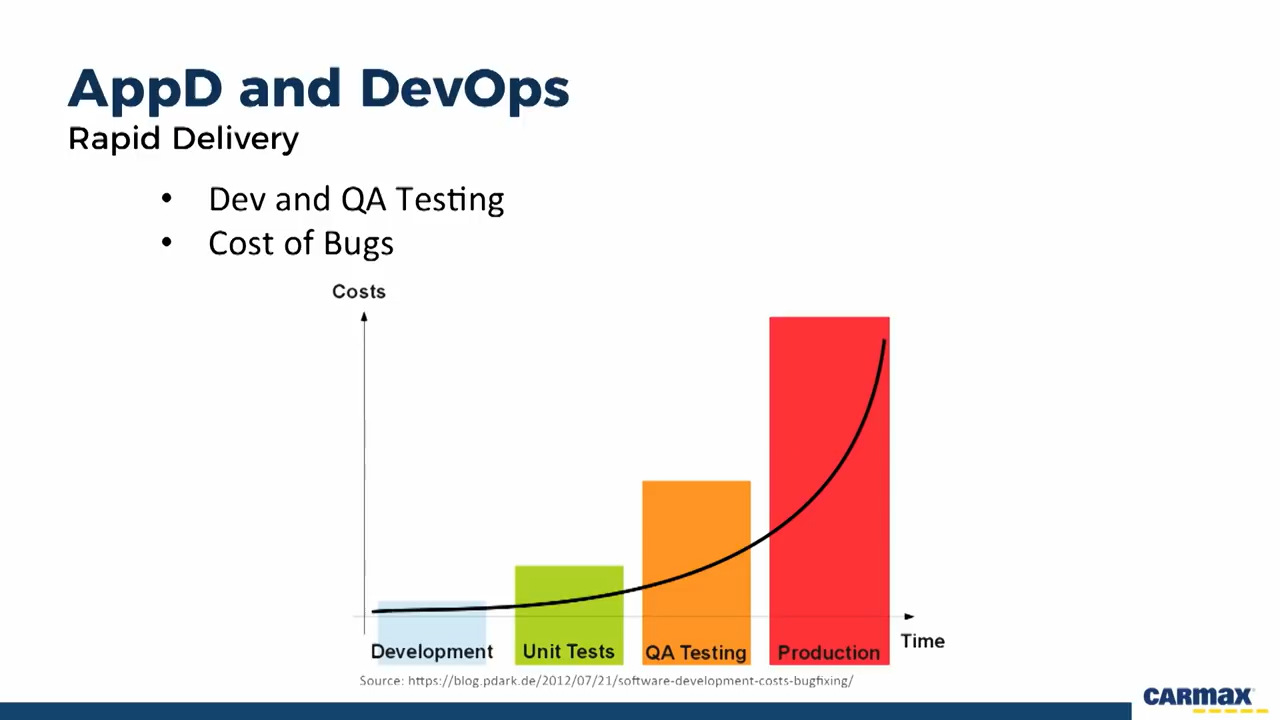 AppD and DevOps
Rapid Delivery
• Dev and QA Testing
• Cost of Bugs
Costs
Time
Development Unit Tests QA Testing Production
Source: https://blog.pdark.de/2012/07/21/software-development-costs-bugfixing/
CARMAX